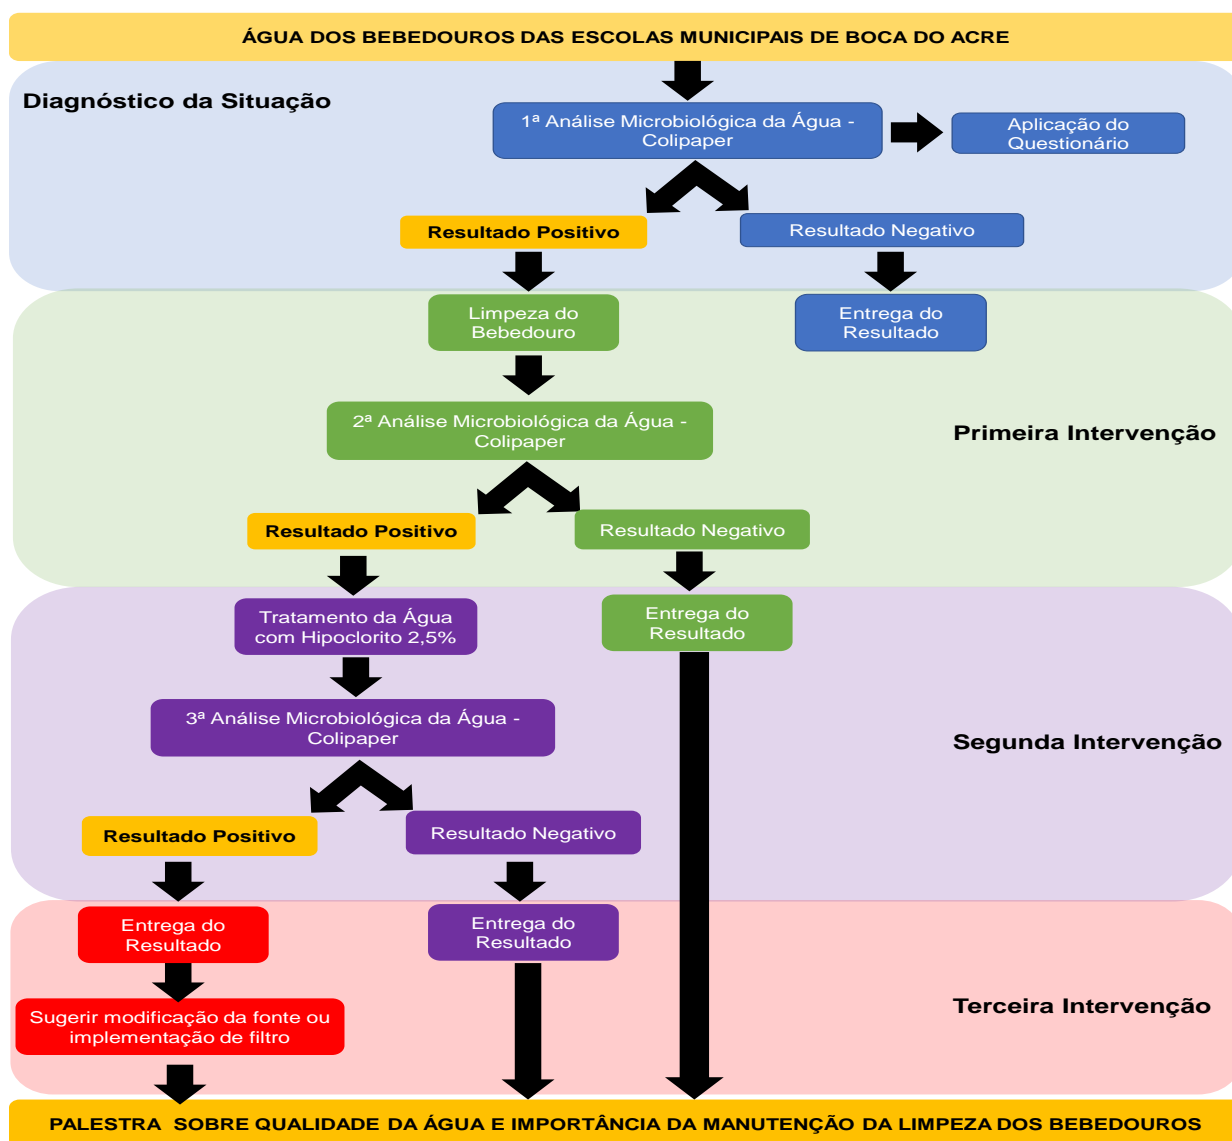 ÁGUA DOS BEBEDOUROS DAS ESCOLAS MUNICIPAIS DE BOCA DO ACRE
Diagnóstico da Situação
1ª Análise Microbiológica da Água -
Colipaper
Aplicação do
Questionário
Resultado Positivo
Resultado Negativo
Limpeza do
Bebedouro
Entrega do
Resultado
2ª Análise Microbiológica da Água -
Colipaper
Primeira Intervenção
Resultado Positivo
Resultado Negativo
Tratamento da Água
com Hipoclorito 2,5%
Entrega do
Resultado
3ª Análise Microbiológica da Água -
Colipaper
Segunda Intervenção
Resultado Positivo
Resultado Negativo
Entrega do
Resultado
Entrega do
Resultado
Sugerir modificação da fonte ou
implementação de filtro
Terceira Intervenção
PALESTRA SOBRE QUALIDADE DA ÁGUA E IMPORTÂNCIA DA MANUTENÇÃO DA LIMPEZA DOS BEBEDOUROS